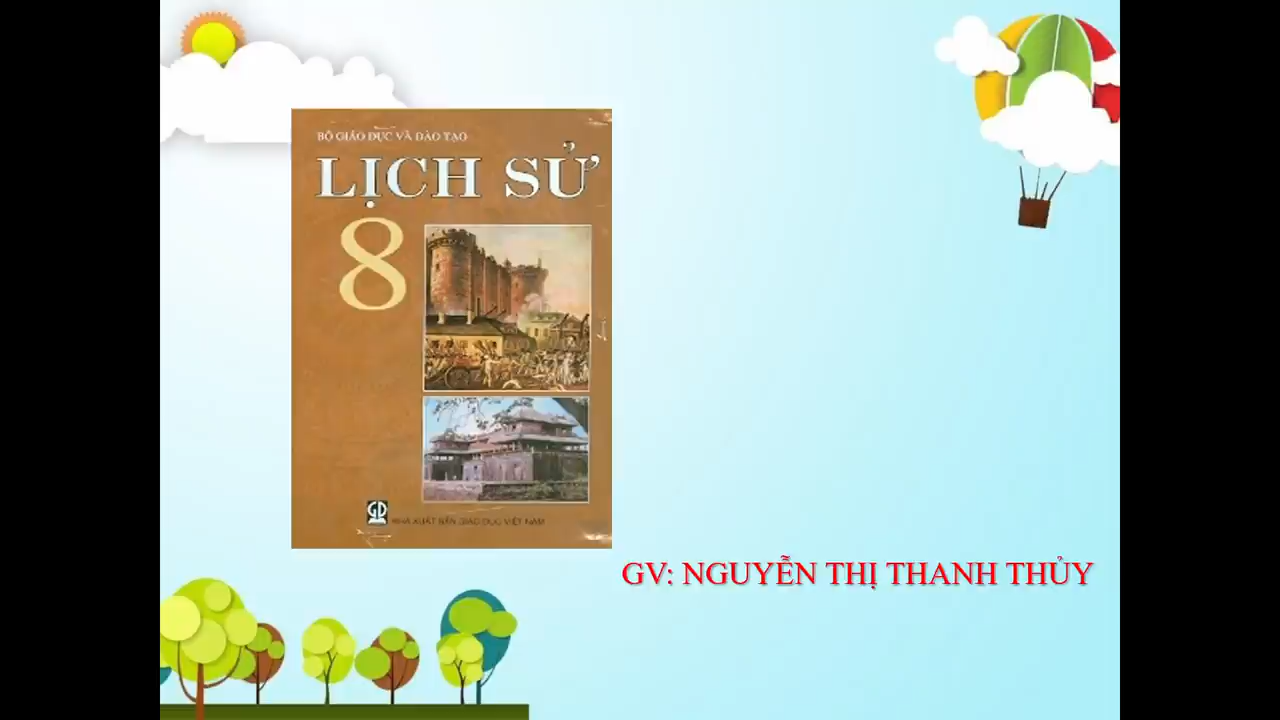 BỘ GIÁO DỤC VÀ ĐÀO TẠO
LỊCH SỬ
8
GD
NHÀ XUẤT BẢN GIÁO DỤC VIỆT NAM
GV: NGUYỄN THỊ THANH THỦY